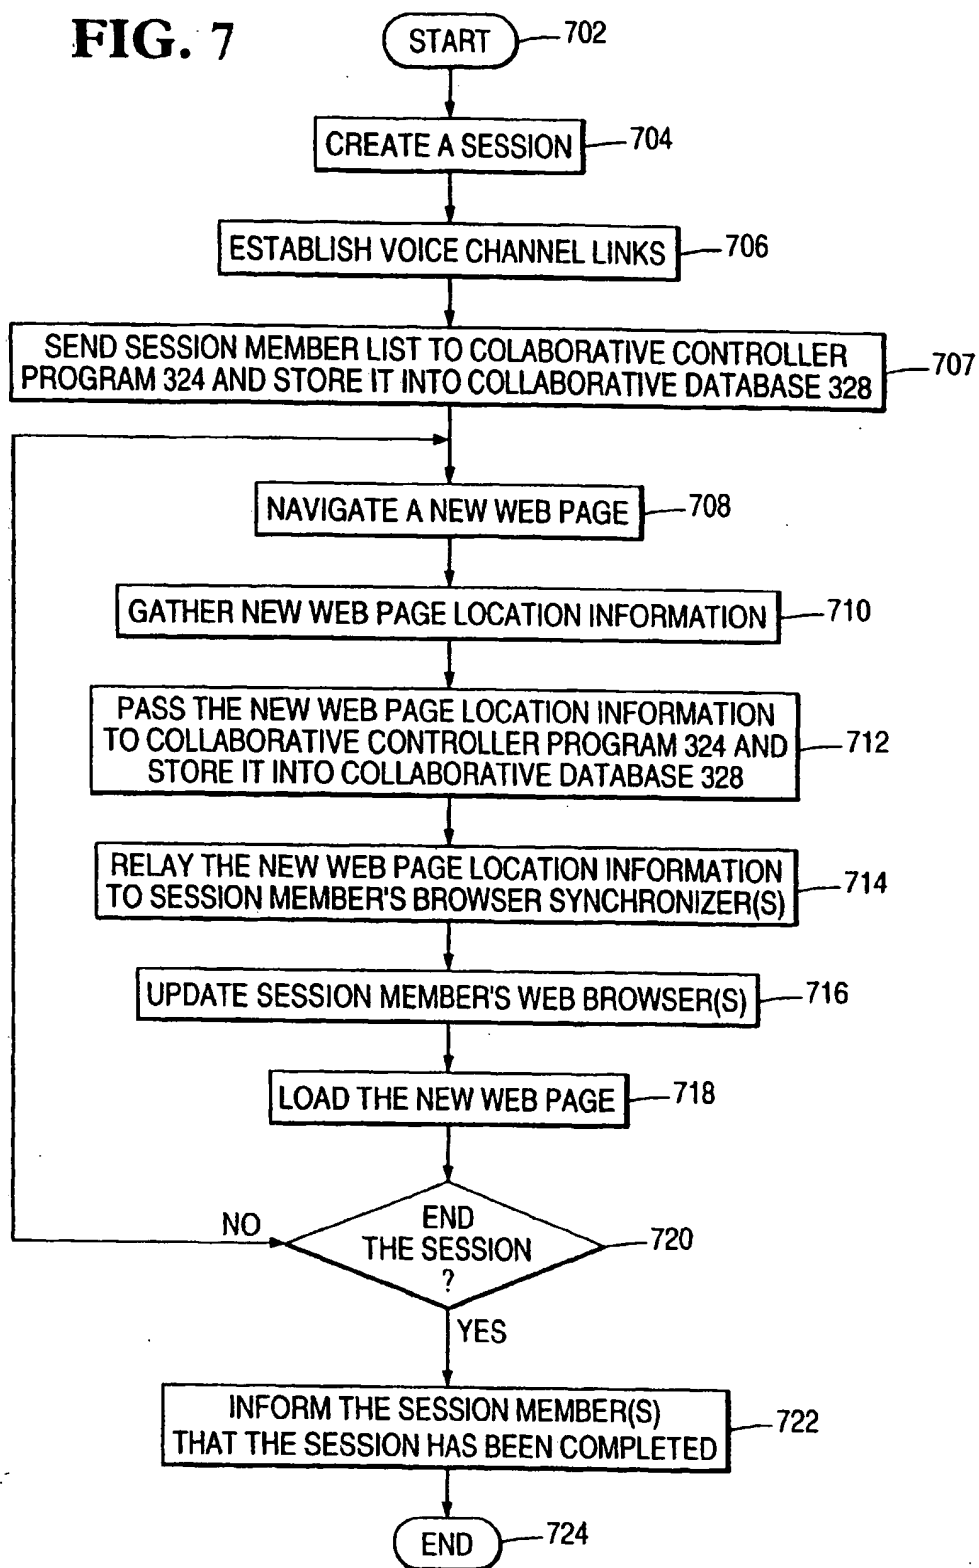 FIG. 7
START
702
CREATE A SESSION
704
ESTABLISH VOICE CHANNEL LINKS
706
SEND SESSION MEMBER LIST TO COLABORATIVE CONTROLLER
PROGRAM 324 AND STORE IT INTO COLLABORATIVE DATABASE 328
707
NAVIGATE A NEW WEB PAGE
708
GATHER NEW WEB PAGE LOCATION INFORMATION
710
PASS THE NEW WEB PAGE LOCATION INFORMATION
TO COLLABORATIVE CONTROLLER PROGRAM 324 AND
STORE IT INTO COLLABORATIVE DATABASE 328
712
RELAY THE NEW WEB PAGE LOCATION INFORMATION
TO SESSION MEMBER'S BROWSER SYNCHRONIZER(S)
714
UPDATE SESSION MEMBER'S WEB BROWSER(S)
716
LOAD THE NEW WEB PAGE
718
NO
END
THE SESSION
?
720
YES
INFORM THE SESSION MEMBER(S)
THAT THE SESSION HAS BEEN COMPLETED
722
END
724